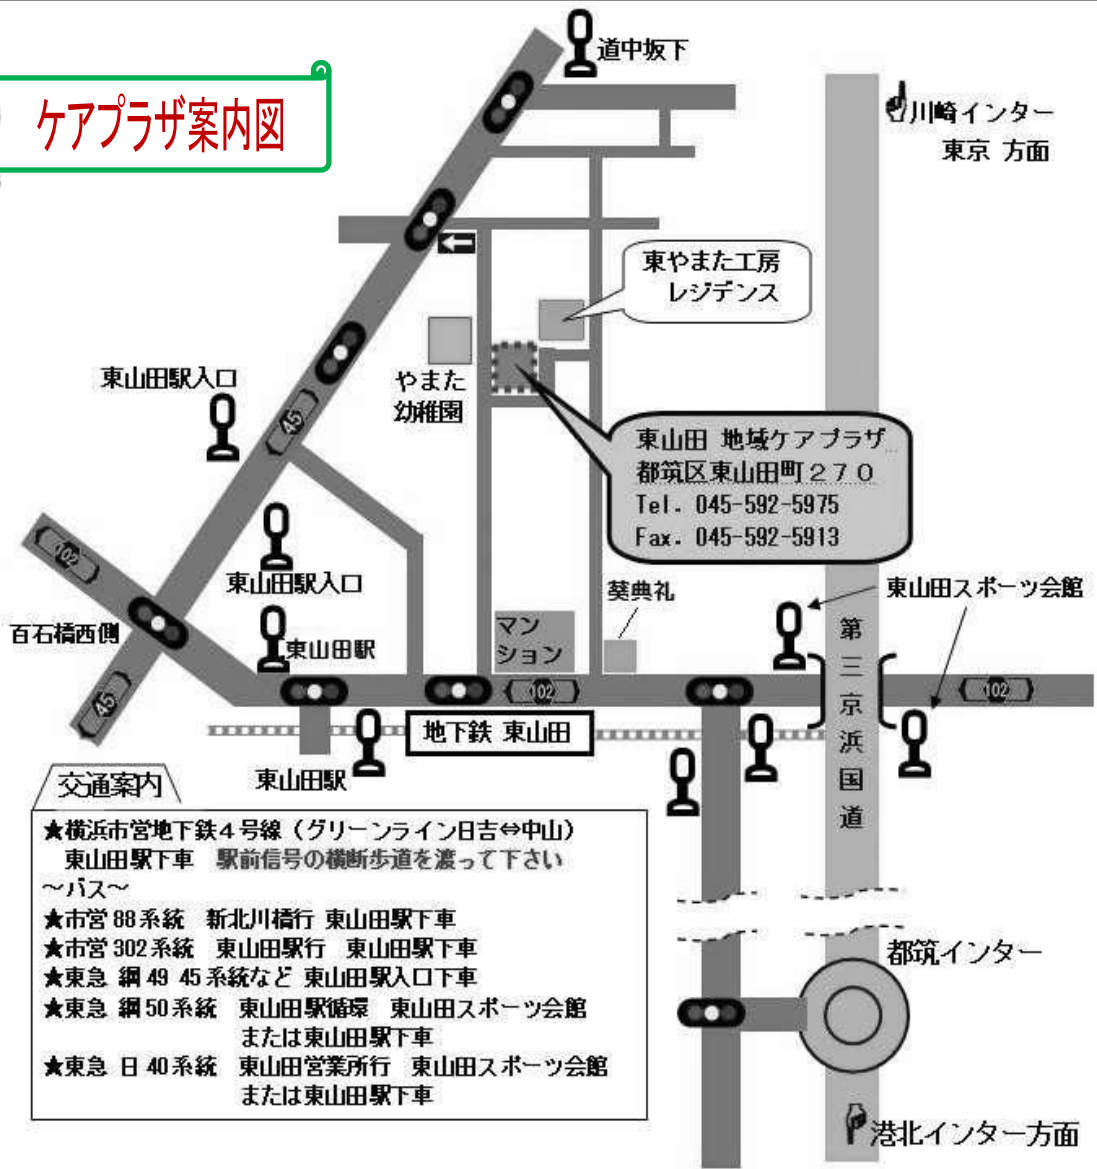 ケアプラザ案内図
道中坂下
川崎インター
東京 方面
東やまた工房
レジデンス
東山田駅入口
やまた
幼稚園
45
東山田 地域ケアプラザ
都筑区東山田町270
Tel. 045-592-5975
Fax. 045-592-5913
102
東山田駅入口
葵典礼
東山田スポーツ会館
百石橋西側
東山田駅
マン
ション
第三京浜国道
45
102
102
地下鉄 東山田
東山田駅
交通案内
★横浜市営地下鉄4号線(グリーンライン日吉⇔中山)
東山田駅下車 駅前信号の横断歩道を渡って下さい
~バス~
★市営88系統 新北川橋行 東山田駅下車
★市営302系統 東山田駅行 東山田駅下車
★東急 綱49 45系統など 東山田駅入口下車
★東急 綱50系統 東山田駅循環 東山田スポーツ会館
または東山田駅下車
★東急 日40系統 東山田営業所行 東山田スポーツ会館
または東山田駅下車
都筑インター
港北インター方面